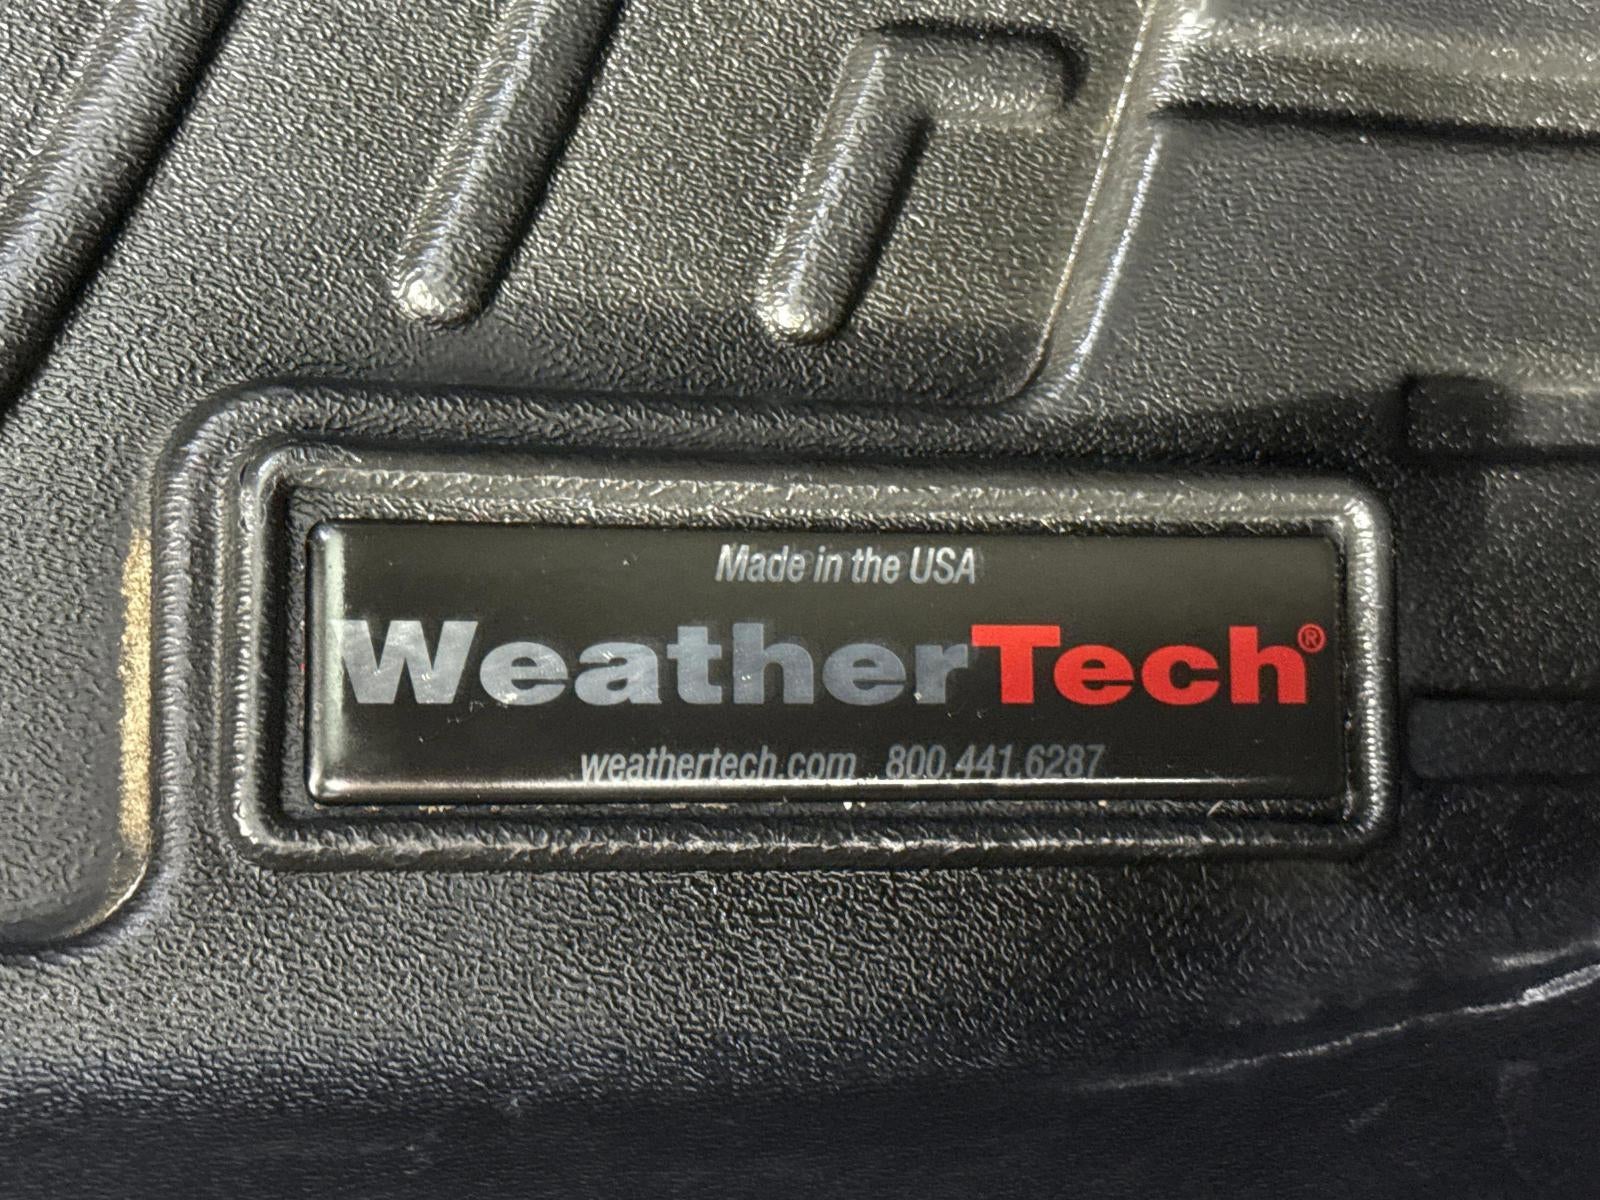 Made in the USA
WeatherTech®
weathertech.com 800.441.6287